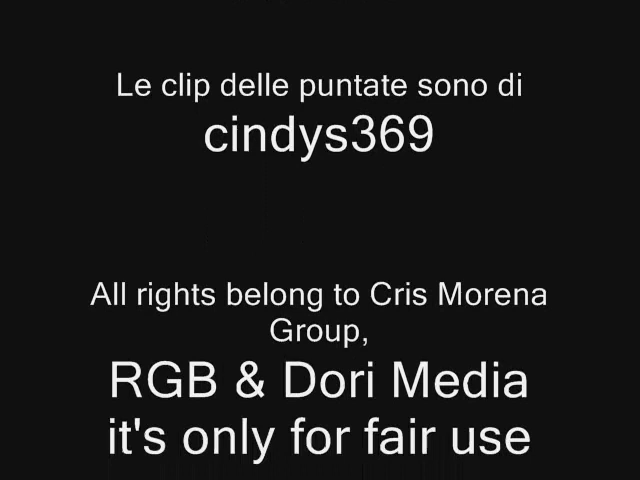 Le clip delle puntate sono di
cindys369
All rights belong to Cris Morena
Group,
RGB & Dori Media
it's only for fair use